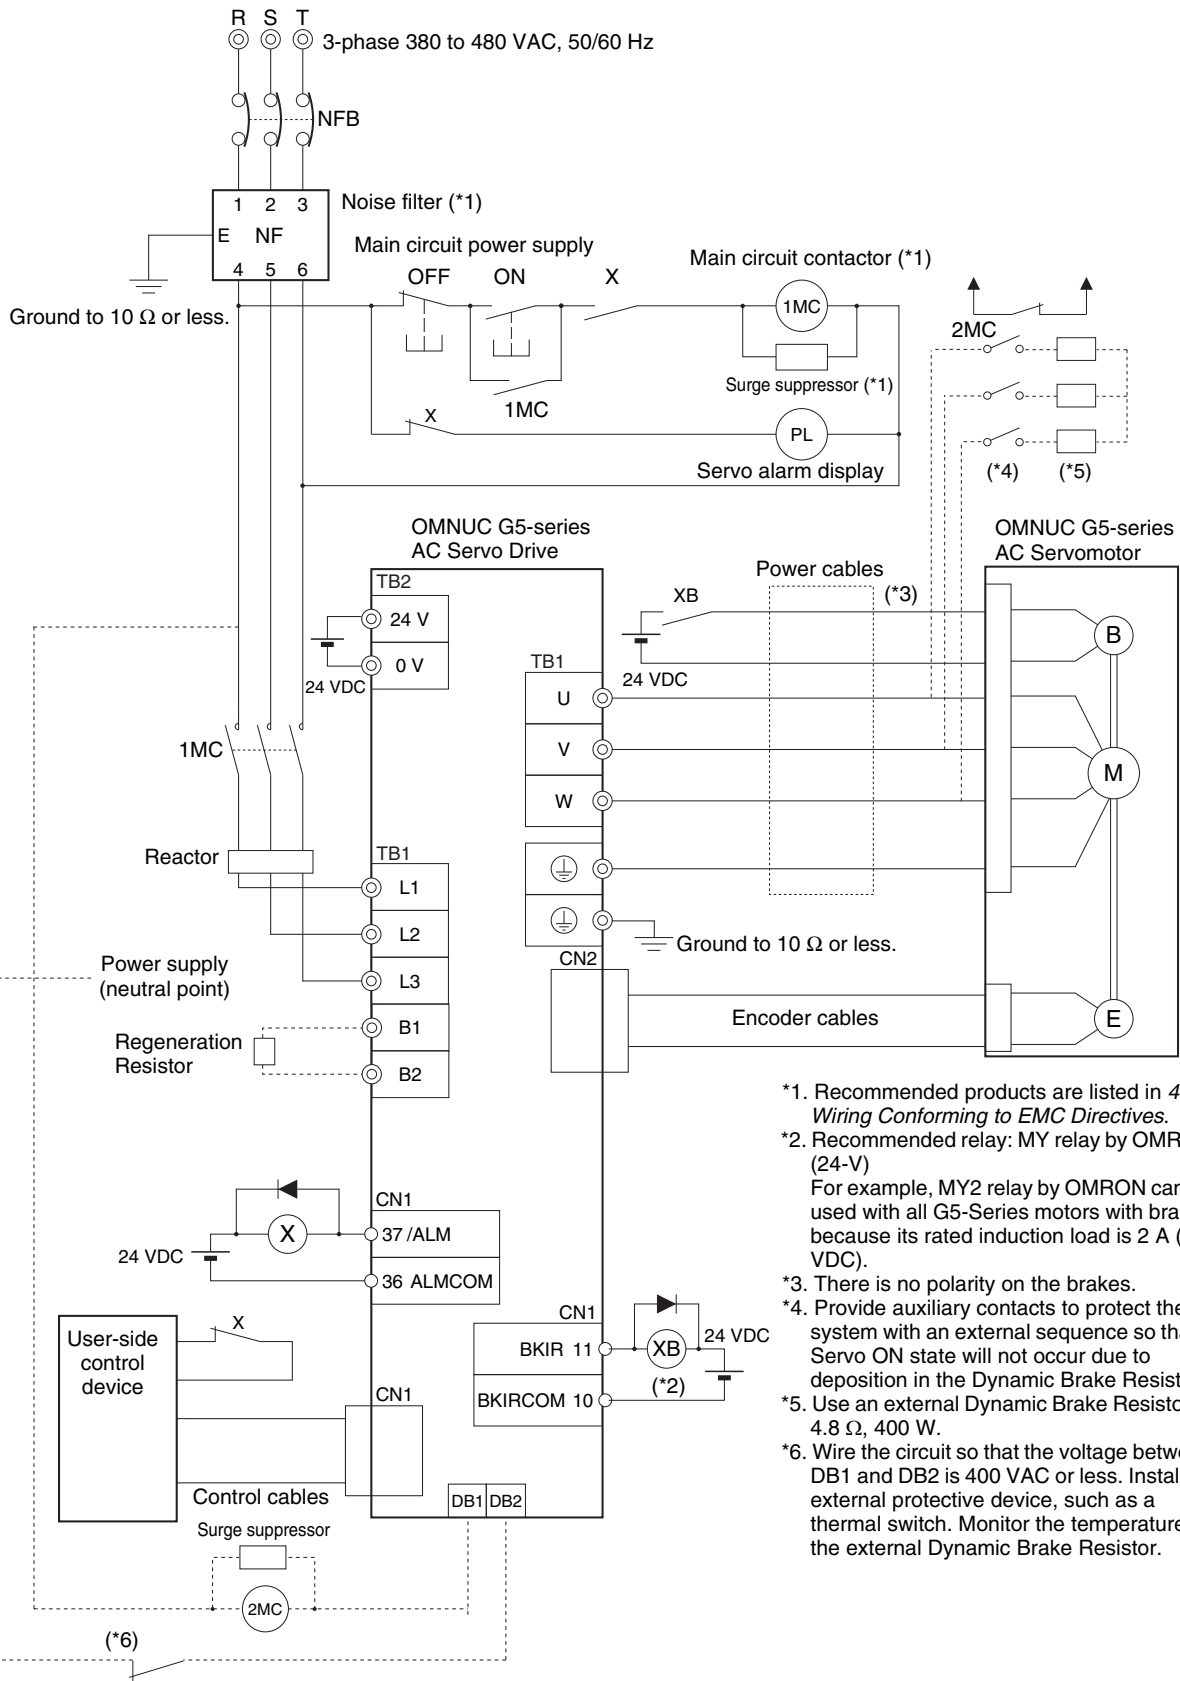 R S T
3-phase 380 to 480 VAC, 50/60 Hz
NFB
1 2 3
Noise filter (*1)
E NF
4 5 6
Ground to 10 Ω or less.
Main circuit power supply
OFF ON X
Main circuit contactor (*1)
1MC
Surge suppressor (*1)
1MC
X
PL
Servo alarm display
2MC
(*4) (*5)
OMNUC G5-series
AC Servo Drive
OMNUC G5-series
AC Servomotor
TB2
24 V
0 V
24 VDC
Power cables
(*3)
XB
24 VDC
B
TB1
U
V
W
M
1MC
Reactor
TB1
L1
L2
L3
B1
B2
Ground to 10 Ω or less.
CN2
Encoder cables
E
Power supply
(neutral point)
Regeneration
Resistor
CN1
X
37 /ALM
24 VDC
36 ALMCOM
User-side
control
device
X
CN1
BKIR 11
XB
24 VDC
BKIRCOM 10
(*2)
CN1
Control cables
DB1 DB2
Surge suppressor
2MC
(*6)
*1. Recommended products are listed in 4
Wiring Conforming to EMC Directives.
*2. Recommended relay: MY relay by OMR
(24-V)
For example, MY2 relay by OMRON can
used with all G5-Series motors with bra
because its rated induction load is 2 A (
VDC).
*3. There is no polarity on the brakes.
*4. Provide auxiliary contacts to protect the
system with an external sequence so tha
Servo ON state will not occur due to
deposition in the Dynamic Brake Resist
*5. Use an external Dynamic Brake Resisto
4.8 Ω, 400 W.
*6. Wire the circuit so that the voltage betwe
DB1 and DB2 is 400 VAC or less. Instal
external protective device, such as a
thermal switch. Monitor the temperature
the external Dynamic Brake Resistor.